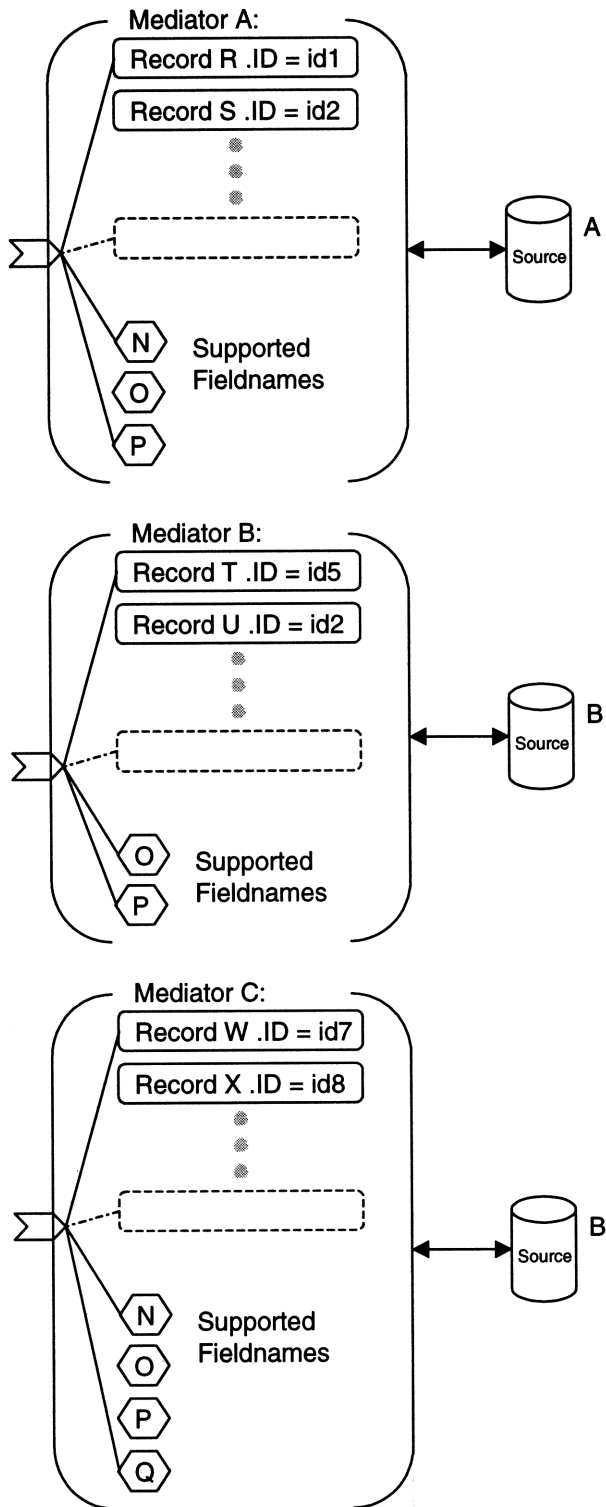 Mediator A:
Record R .ID = id1
Record S .ID = id2
A
Source
N
Supported
Fieldnames
O
P
Mediator B:
Record T .ID = id5
Record U .ID = id2
B
Source
O
Supported
Fieldnames
P
Mediator C:
Record W .ID = id7
Record X .ID = id8
B
Source
N
Supported
Fieldnames
O
P
Q